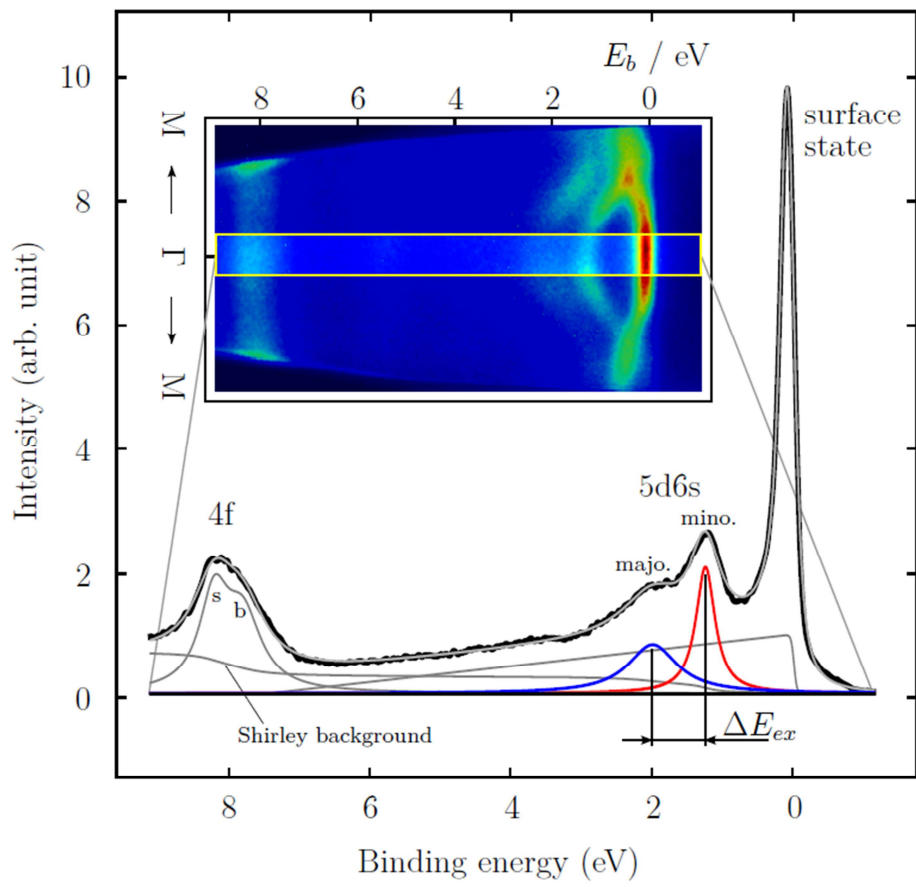 E_b / eV
8 6 4 2 0
M ← Γ → M
surface
state
10
8
6
4
2
0
Intensity (arb. unit)
4f
s
b
5d6s
majo.
mino.
Shirley background
ΔE_ex
8 6 4 2 0
Binding energy (eV)